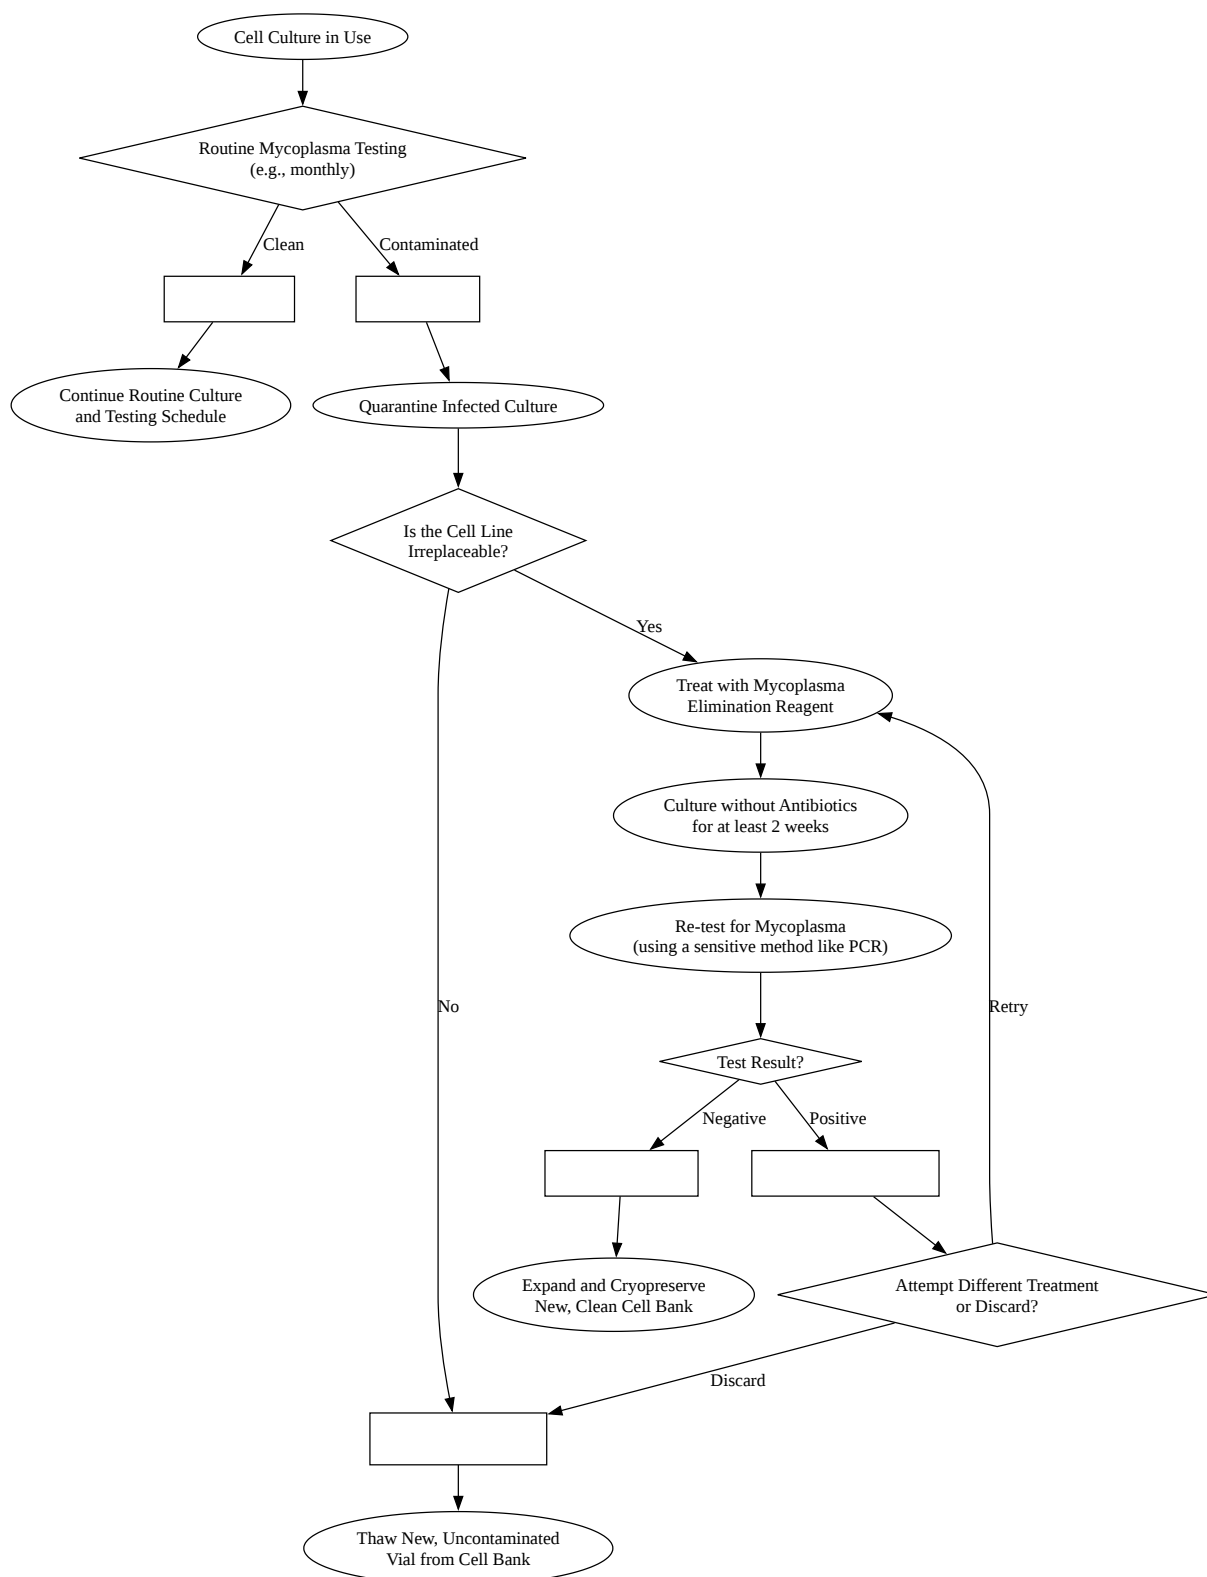 Cell Culture in Use
Routine Mycoplasma Testing
(e.g., monthly)
Clean
Contaminated
Continue Routine Culture
and Testing Schedule
Quarantine Infected Culture
Is the Cell Line
Irreplaceable?
Yes
Treat with Mycoplasma
Elimination Reagent
Culture without Antibiotics
for at least 2 weeks
Re-test for Mycoplasma
(using a sensitive method like PCR)
No
Retry
Test Result?
Negative
Positive
Expand and Cryopreserve
New, Clean Cell Bank
Attempt Different Treatment
or Discard?
Discard
Thaw New, Uncontaminated
Vial from Cell Bank